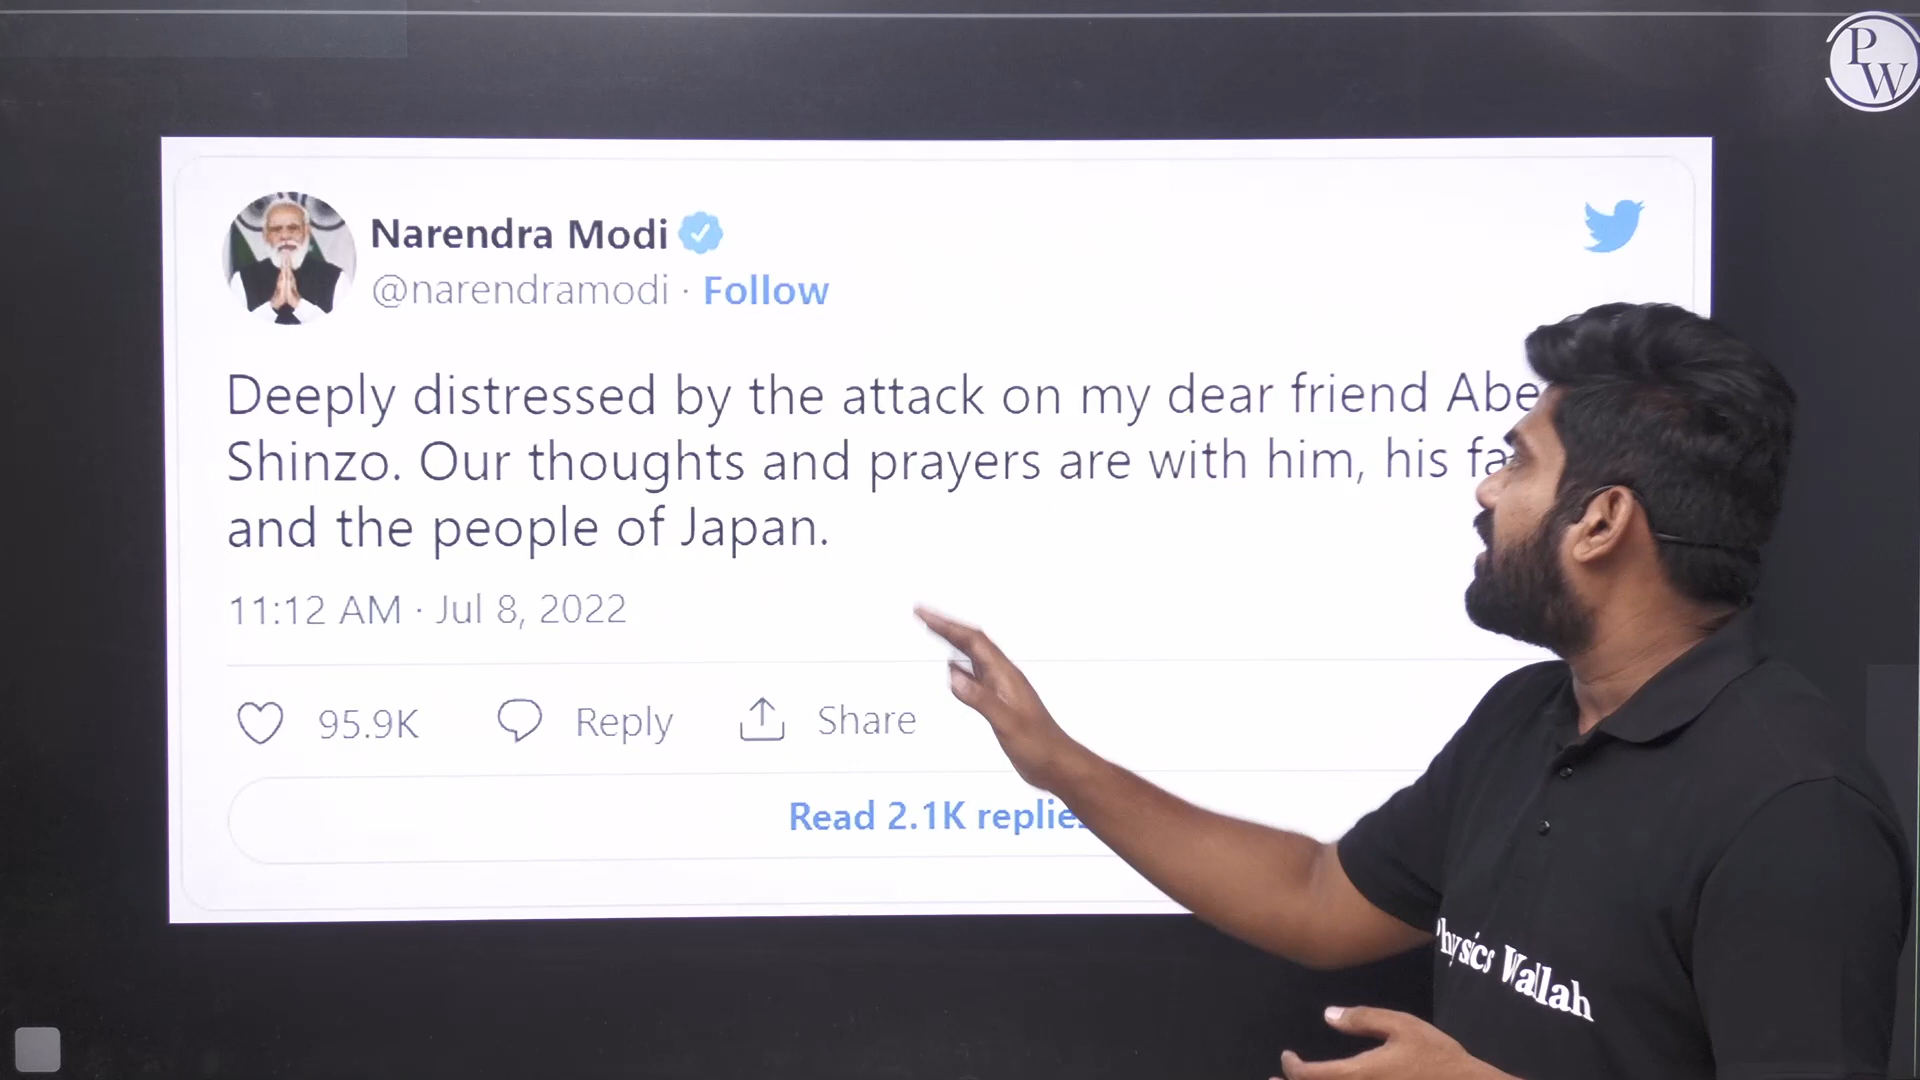 PW
Narendra Modi
@narendramodi · Follow
Deeply distressed by the attack on my dear friend Abe
Shinzo. Our thoughts and prayers are with him, his
and the people of Japan.
11:12 AM · Jul 8, 2022
95.9K Reply Share
Read 2.1K replies
Physics Wallah